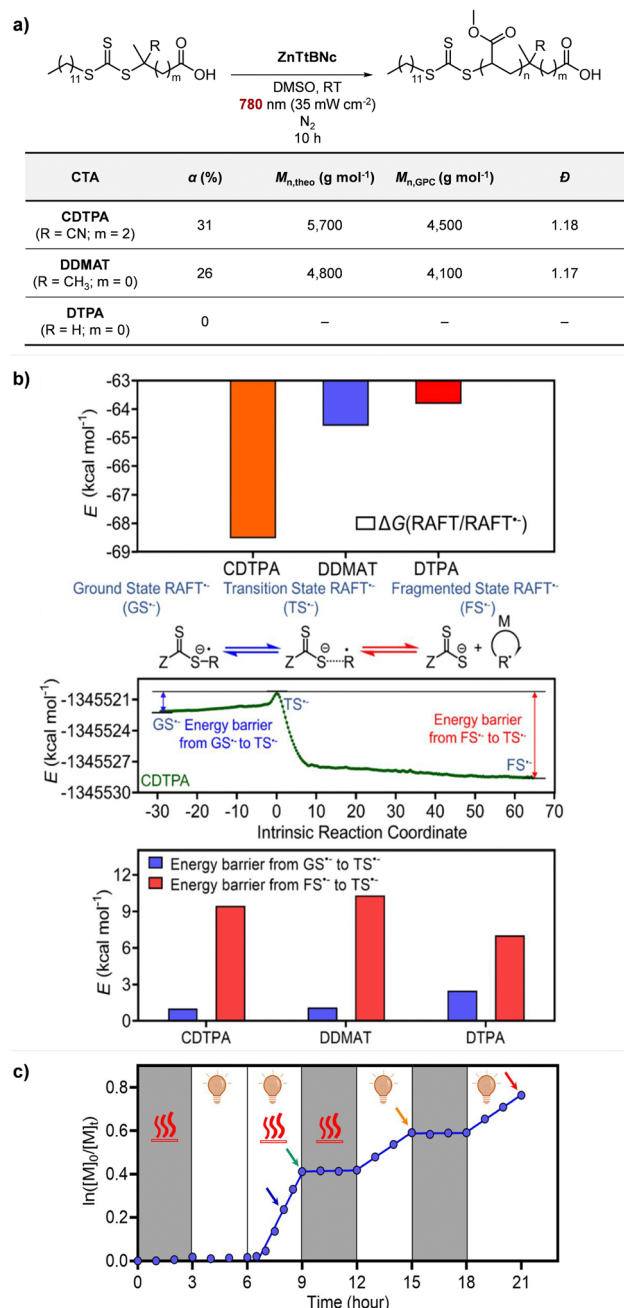 a)
R
S
O
11
S
S
m
OH
ZnTtBNc
DMSO, RT
780 nm (35 mW cm⁻²)
N₂
10 h
O
O
S
R
O
11
S
S
n
m
OH
CTA α (%) Mn,theo (g mol⁻¹) Mn,GPC (g mol⁻¹) Đ
CDTPA
(R = CN; m = 2) 31 5,700 4,500 1.18
DDMAT
(R = CH₃; m = 0) 26 4,800 4,100 1.17
DTPA
(R = H; m = 0) 0 – – –
b)
-63
-64
-65
-66
-67
-68
-69
E (kcal mol⁻¹)
ΔG(RAFT/RAFT•⁻)
CDTPA DDMAT DTPA
Ground State RAFT•⁻ Transition State RAFT•⁻ Fragmented State RAFT•⁻
(GS•⁻) (TS•⁻) (FS•⁻)
S S S M
Z S–R Z S R Z S + R•
-1345521
-1345524
-1345527
-1345530
E (kcal mol⁻¹)
GS•⁻
TS•⁻
Energy barrier
from GS•⁻ to TS•⁻
Energy barrier
from FS•⁻ to TS•⁻
FS•⁻
CDTPA
-30 -20 -10 0 10 20 30 40 50 60 70
Intrinsic Reaction Coordinate
Energy barrier from GS•⁻ to TS•⁻
Energy barrier from FS•⁻ to TS•⁻
12
9
6
3
0
E (kcal mol⁻¹)
CDTPA DDMAT DTPA
c)
0.8
0.6
0.4
0.2
0.0
ln([M]₀/[M]t)
0 3 6 9 12 15 18 21
Time (hour)